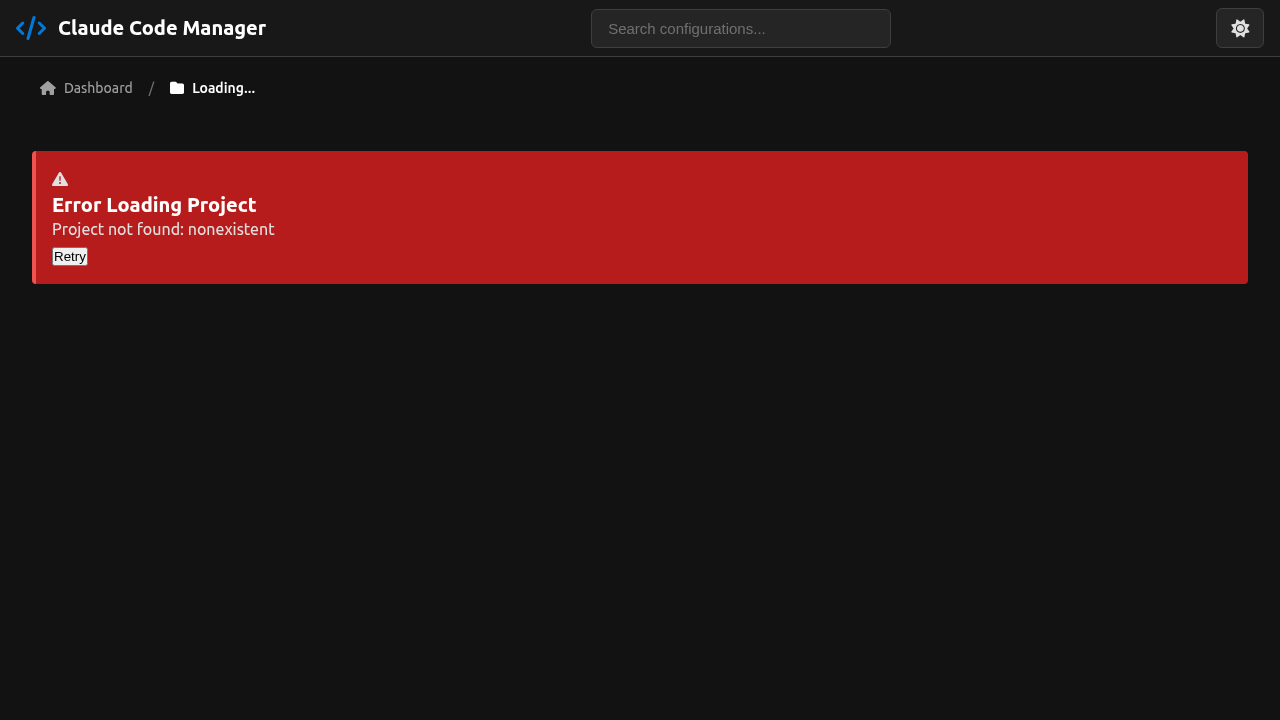 Claude Code Manager
Search configurations...
Dashboard / Loading...
Error Loading Project
Project not found: nonexistent
Retry